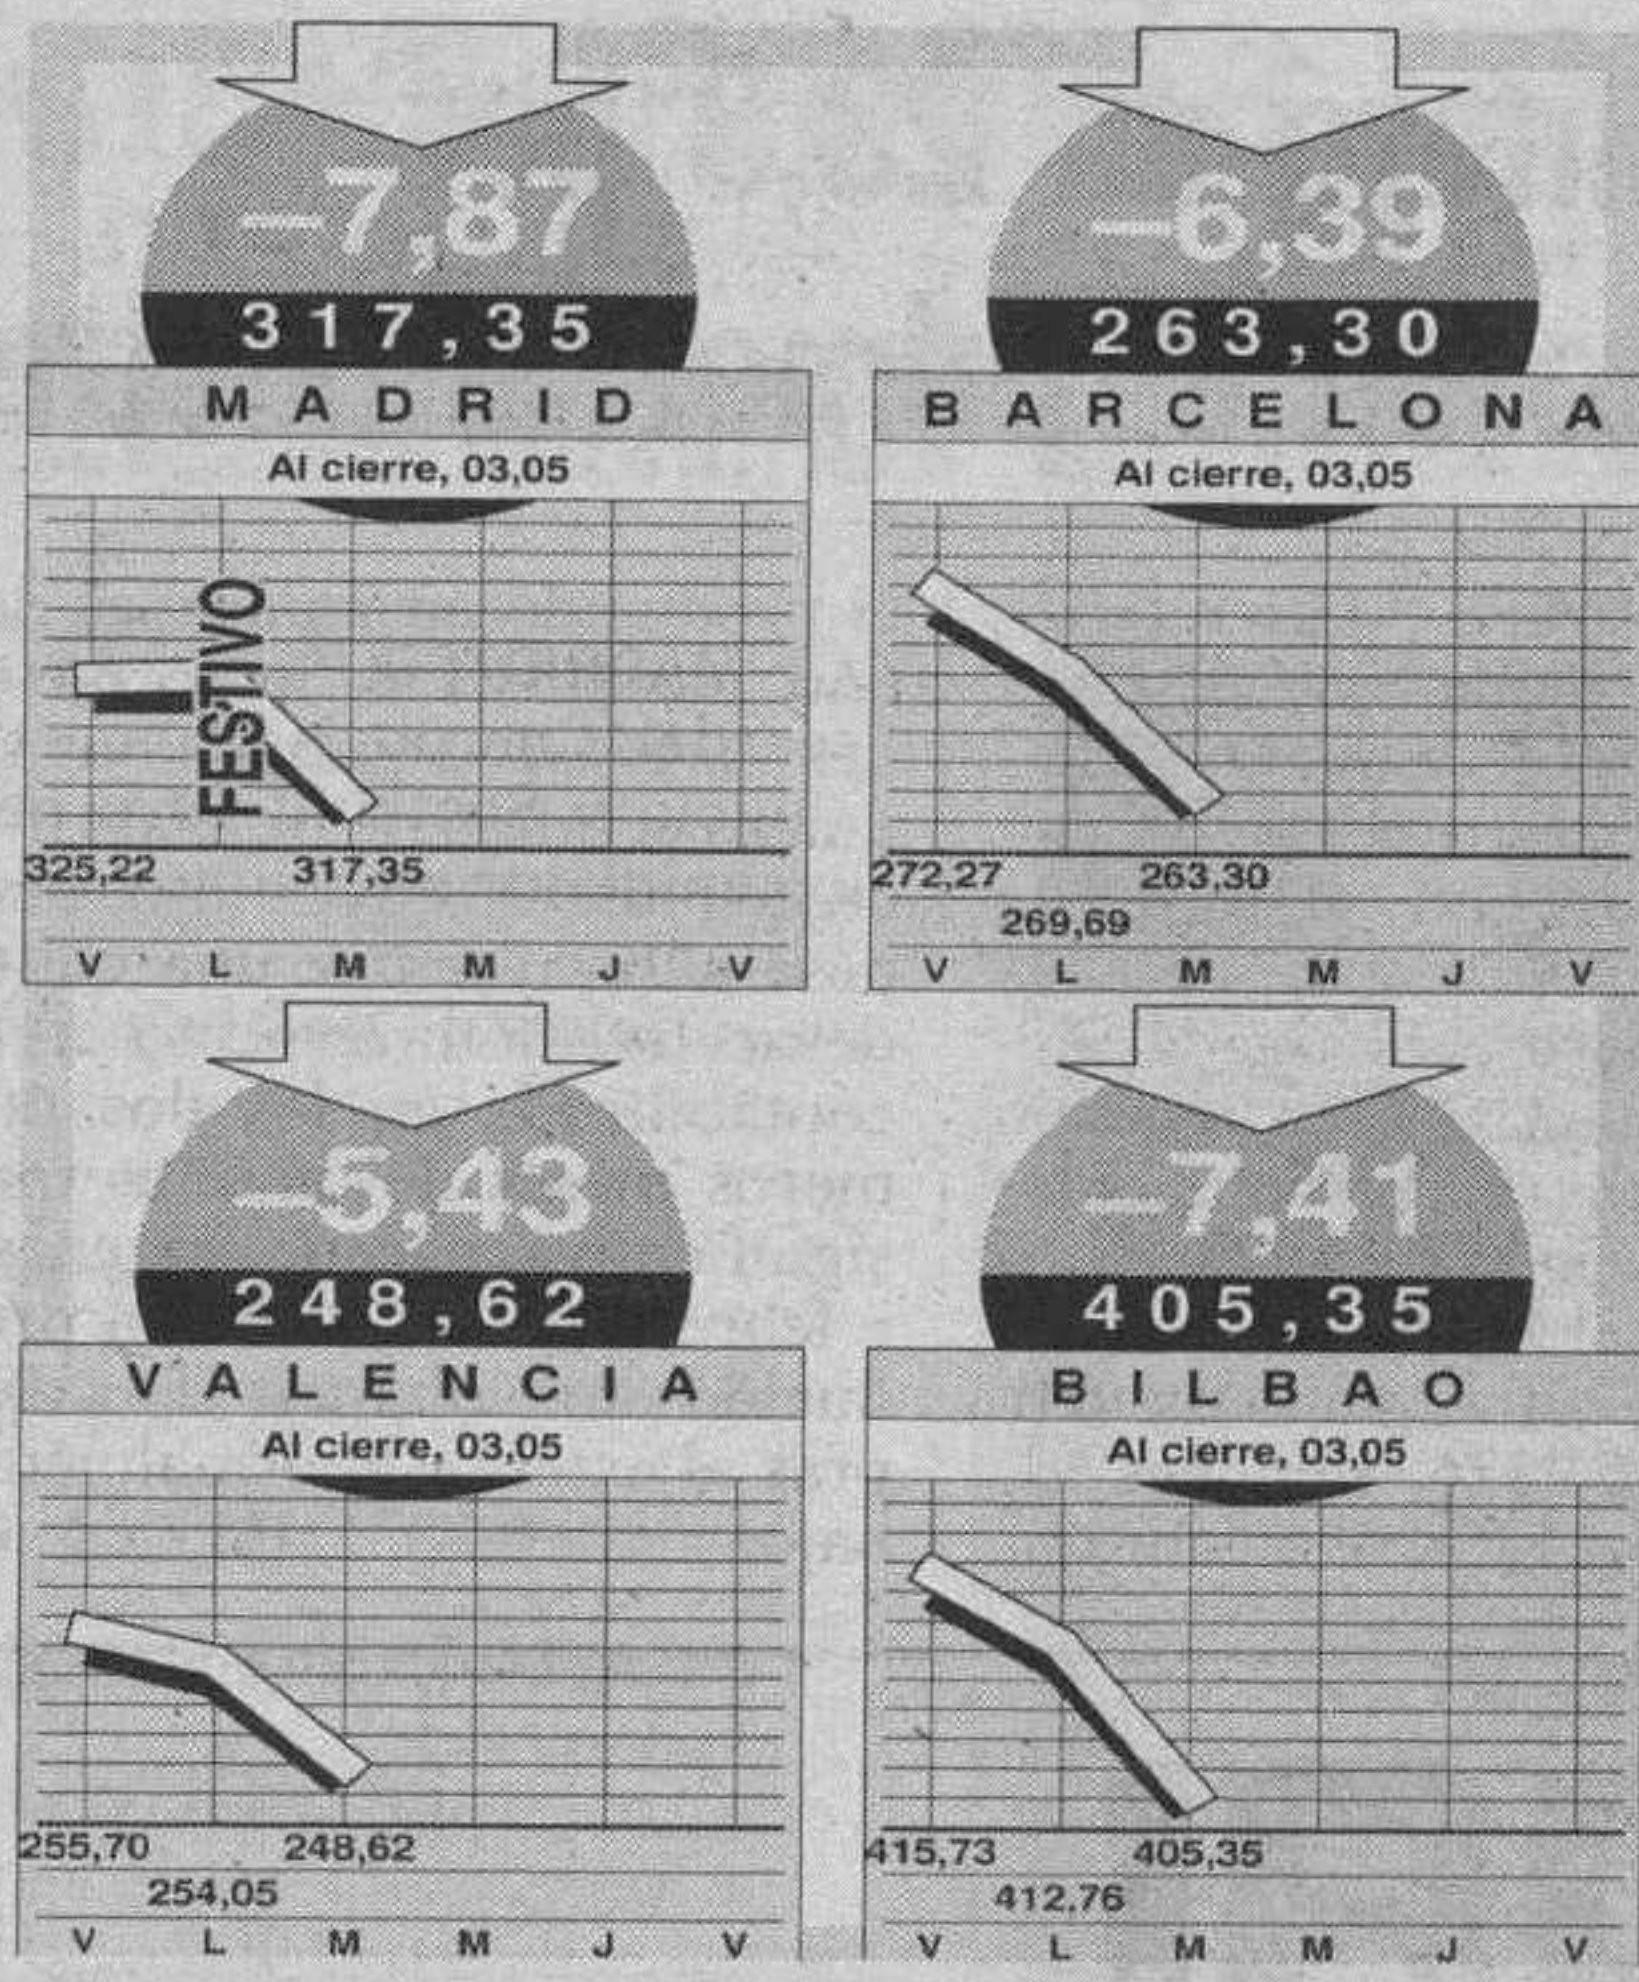 –7,87
317,35
MADRID
Al cierre, 03,05
FESTIVO
325,22 317,35
V L M M J V
–6,39
263,30
BARCELONA
Al cierre, 03,05
272,27 263,30
269,69
V L M M J V
–5,43
248,62
VALENCIA
Al cierre, 03,05
255,70 248,62
254,05
V L M M J V
–7,41
405,35
BILBAO
Al cierre, 03,05
415,73 405,35
412.76
V L M M J V